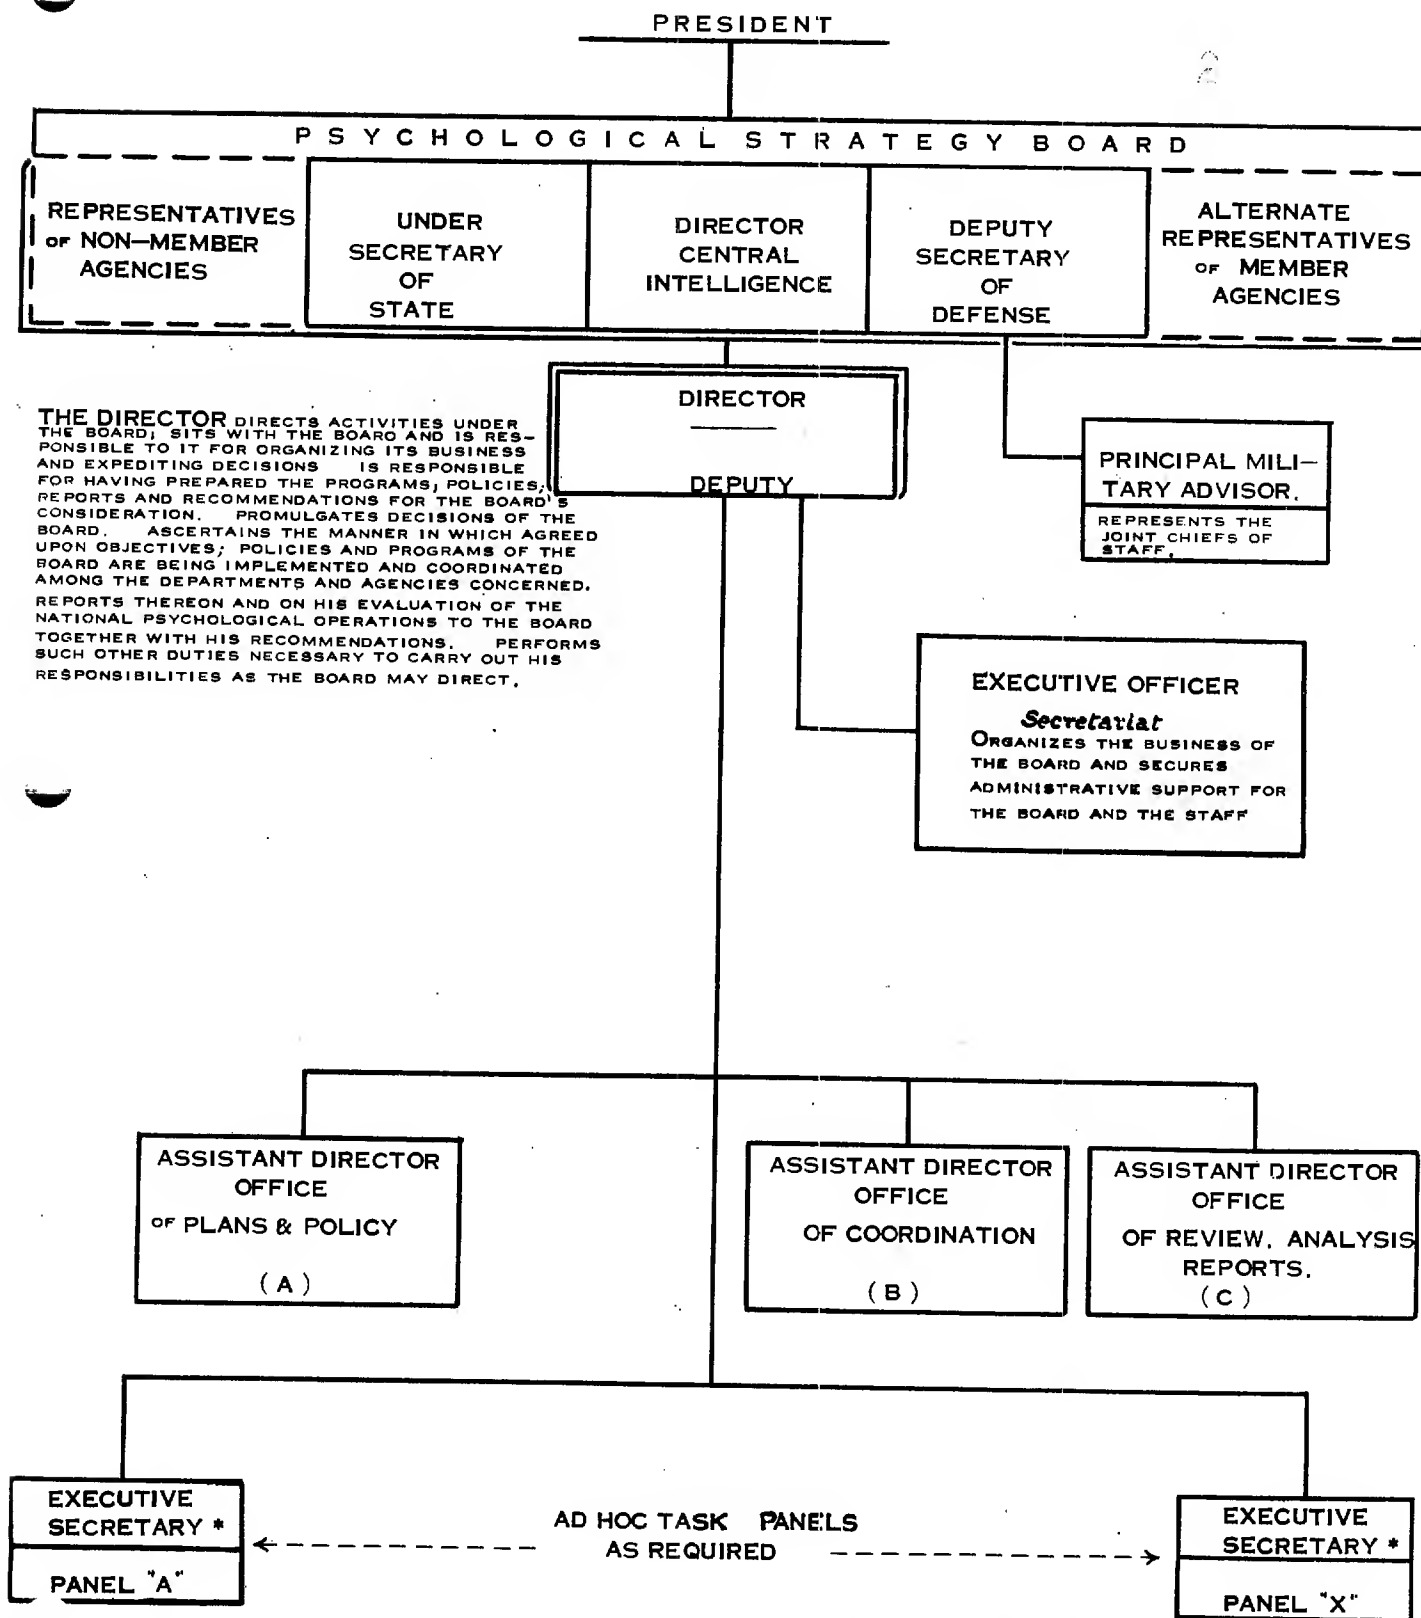 PRESIDENT
PSYCHOLOGICAL STRATEGY BOARD
REPRESENTATIVES
OF NON—MEMBER
AGENCIES
UNDER
SECRETARY
OF
STATE
DIRECTOR
CENTRAL
INTELLIGENCE
DEPUTY
SECRETARY
OF
DEFENSE
ALTERNATE
REPRESENTATIVES
OF MEMBER
AGENCIES
DIRECTOR
DEPUTY
THE DIRECTOR DIRECTS ACTIVITIES UNDER
THE BOARD; SITS WITH THE BOARD AND IS RES-
PONSIBLE TO IT FOR ORGANIZING ITS BUSINESS
AND EXPEDITING DECISIONS IS RESPONSIBLE
FOR HAVING PREPARED THE PROGRAMS, POLICIES,
REPORTS AND RECOMMENDATIONS FOR THE BOARD'S
CONSIDERATION. PROMULGATES DECISIONS OF THE
BOARD. ASCERTAINS THE MANNER IN WHICH AGREED
UPON OBJECTIVES; POLICIES AND PROGRAMS OF THE
BOARD ARE BEING IMPLEMENTED AND COORDINATED
AMONG THE DEPARTMENTS AND AGENCIES CONCERNED.
REPORTS THEREON AND ON HIS EVALUATION OF THE
NATIONAL PSYCHOLOGICAL OPERATIONS TO THE BOARD
TOGETHER WITH HIS RECOMMENDATIONS. PERFORMS
SUCH OTHER DUTIES NECESSARY TO CARRY OUT HIS
RESPONSIBILITIES AS THE BOARD MAY DIRECT.
PRINCIPAL MILI—
TARY ADVISOR.
REPRESENTS THE
JOINT CHIEFS OF
STAFF.
EXECUTIVE OFFICER
Secretariat
ORGANIZES THE BUSINESS OF
THE BOARD AND SECURES
ADMINISTRATIVE SUPPORT FOR
THE BOARD AND THE STAFF
ASSISTANT DIRECTOR
OFFICE
OF PLANS & POLICY
(A)
ASSISTANT DIRECTOR
OFFICE
OF COORDINATION
(B)
ASSISTANT DIRECTOR
OFFICE
OF REVIEW. ANALYSIS
REPORTS.
(C)
EXECUTIVE
SECRETARY *
PANEL "A"
AD HOC TASK PANELS
AS REQUIRED
EXECUTIVE
SECRETARY *
PANEL "X"